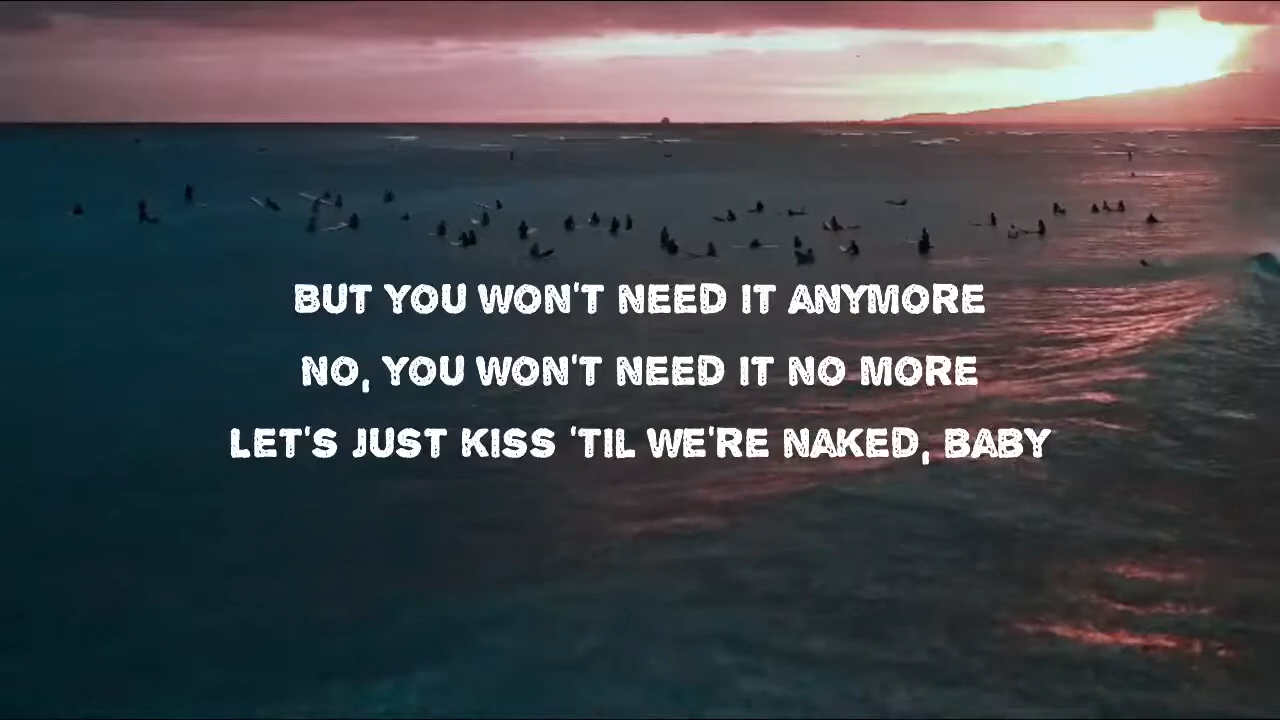 BUT YOU WON'T NEED IT ANYMORE
NO, YOU WON'T NEED IT NO MORE
LET'S JUST KISS 'TIL WE'RE NAKED, BABY